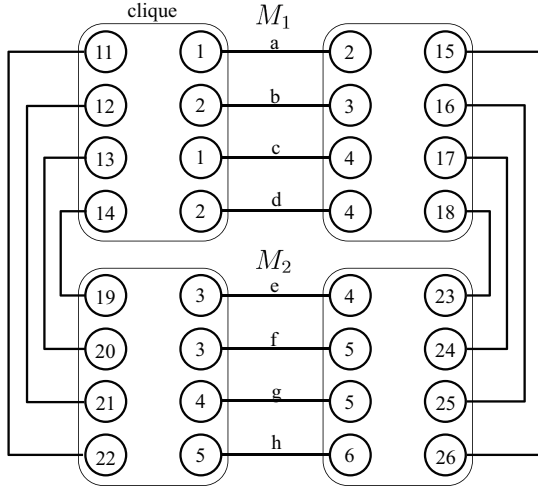 clique M₁
11 1 a 2 15
12 2 b 3 16
13 1 c 4 17
14 2 d 4 18
M₂
19 3 e 4 23
20 3 f 5 24
21 4 g 5 25
22 5 h 6 26